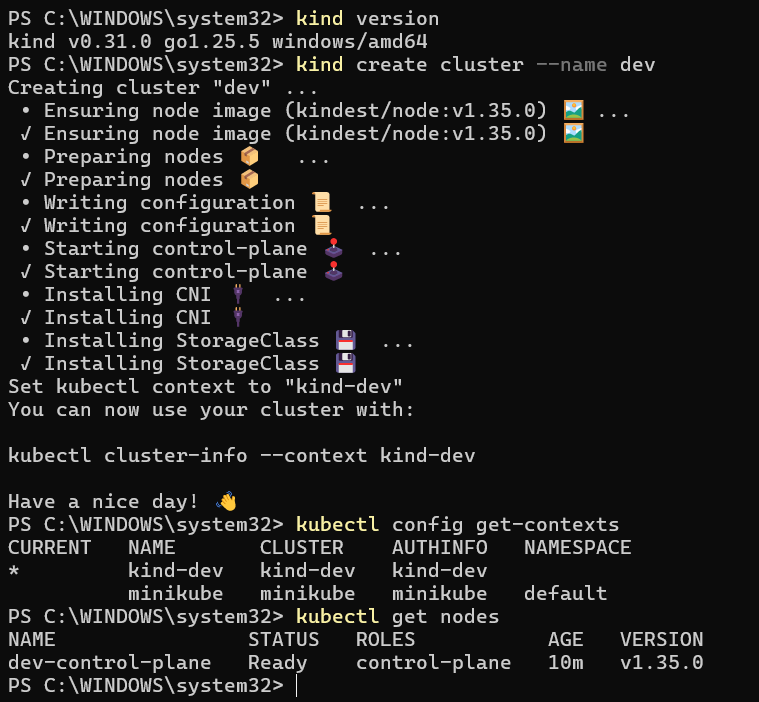 PS C:\WINDOWS\system32> kind version
kind v0.31.0 go1.25.5 windows/amd64
PS C:\WINDOWS\system32> kind create cluster --name dev
Creating cluster "dev" ...
 • Ensuring node image (kindest/node:v1.35.0) 🖼️ ...
 ✓ Ensuring node image (kindest/node:v1.35.0) 🖼️
 • Preparing nodes 📦   ...
 ✓ Preparing nodes 📦
 • Writing configuration 📜  ...
 ✓ Writing configuration 📜
 • Starting control-plane 🕹️  ...
 ✓ Starting control-plane 🕹️
 • Installing CNI 🔌  ...
 ✓ Installing CNI 🔌
 • Installing StorageClass 💾  ...
 ✓ Installing StorageClass 💾
Set kubectl context to "kind-dev"
You can now use your cluster with:

kubectl cluster-info --context kind-dev

Have a nice day! 👋
PS C:\WINDOWS\system32> kubectl config get-contexts
CURRENT   NAME       CLUSTER    AUTHINFO   NAMESPACE
*         kind-dev   kind-dev   kind-dev
          minikube   minikube   minikube   default
PS C:\WINDOWS\system32> kubectl get nodes
NAME                STATUS   ROLES           AGE   VERSION
dev-control-plane   Ready    control-plane   10m   v1.35.0
PS C:\WINDOWS\system32>